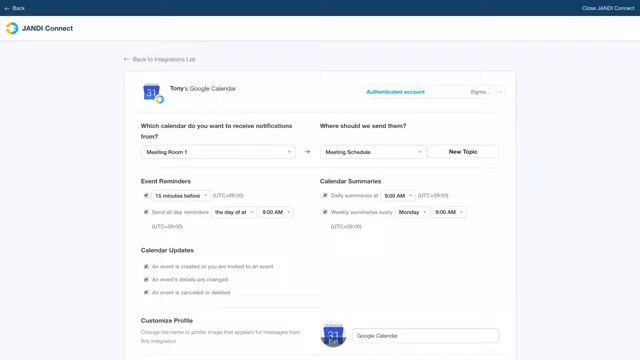 Back
Close JANDI Connect
JANDI Connect
Back to Integrations List
31
Tony's Google Calendar
Authenticated account
@gma...
Which calendar do you want to receive notifications
from?
Where should we send them?
Meeting Room 1
Meeting Schedule
New Topic
Event Reminders
Calendar Summaries
15 minutes before
(UTC+09:00)
Daily summaries at
9:00 AM
(UTC+09:00)
Send all day reminders
the day of at
9:00 AM
(UTC+09:00)
Weekly summaries every
Monday
9:00 AM
(UTC+09:00)
Calendar Updates
An event is created or you are invited to an event
An event's details are changed
An event is canceled or deleted
Customize Profile
Change the name or profile image that appears for messages from
this integration
31
Edit
Google Calendar